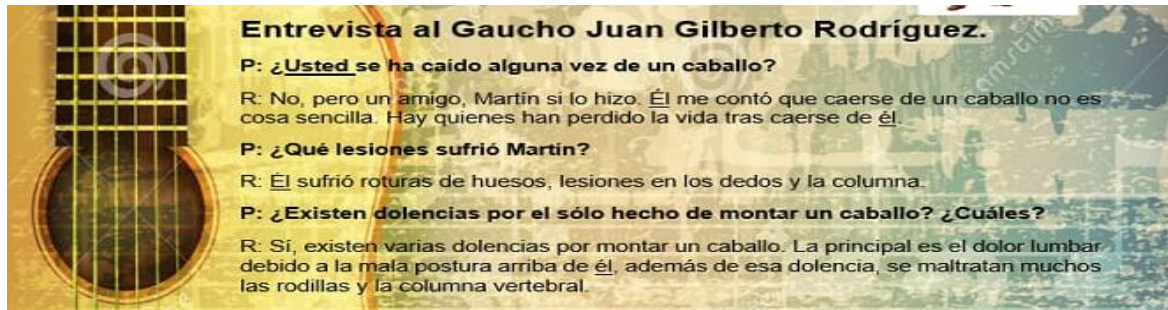 Entrevista al Gaucho Juan Gilberto Rodríguez.
P: ¿Usted se ha caído alguna vez de un caballo?
R: No, pero un amigo, Martín si lo hizo. Él me contó que caerse de un caballo no es
cosa sencilla. Hay quienes han perdido la vida tras caerse de él.
P: ¿Qué lesiones sufrió Martín?
R: Él sufrió roturas de huesos, lesiones en los dedos y la columna.
P: ¿Existen dolencias por el sólo hecho de montar un caballo? ¿Cuáles?
R: Sí, existen varias dolencias por montar un caballo. La principal es el dolor lumbar
debido a la mala postura arriba de él, además de esa dolencia, se maltratan muchos
las rodillas y la columna vertebral.